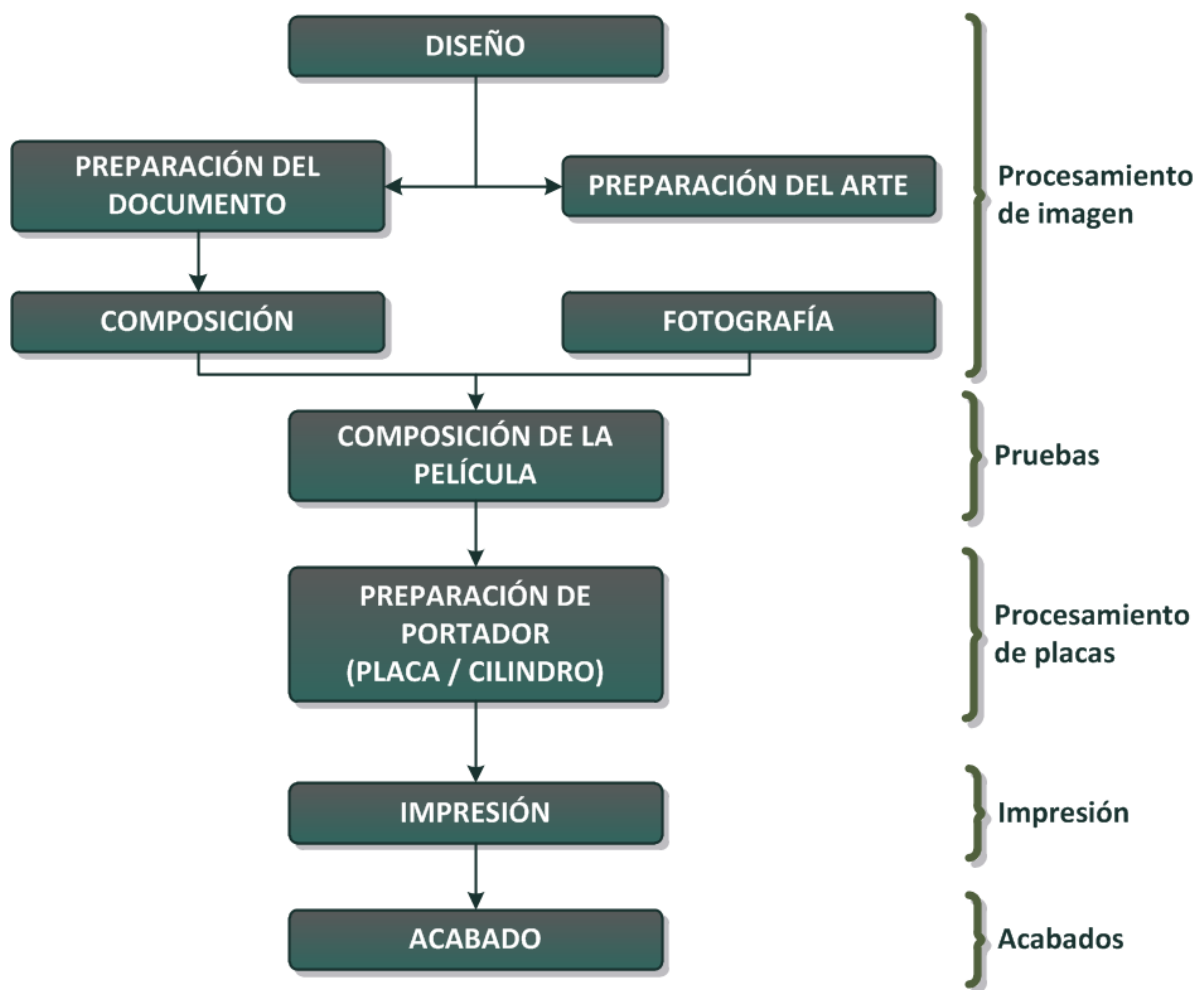 DISEÑO
PREPARACIÓN DEL
DOCUMENTO
PREPARACIÓN DEL ARTE
Procesamiento
de imagen
COMPOSICIÓN
FOTOGRAFÍA
COMPOSICIÓN DE LA
PELÍCULA
Pruebas
PREPARACIÓN DE
PORTADOR
(PLACA / CILINDRO)
Procesamiento
de placas
IMPRESIÓN
Impresión
ACABADO
Acabados